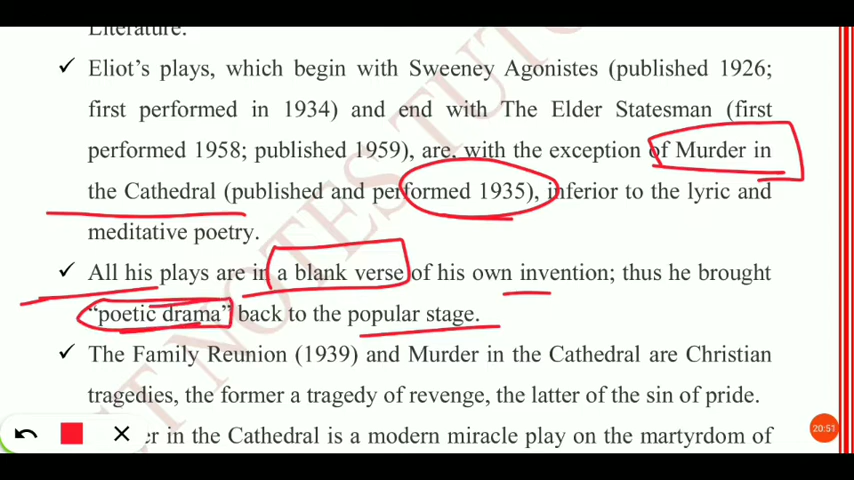 Literature.
✓ Eliot's plays, which begin with Sweeney Agonistes (published 1926;
first performed in 1934) and end with The Elder Statesman (first
performed 1958; published 1959), are, with the exception of Murder in
the Cathedral (published and performed 1935), inferior to the lyric and
meditative poetry.
✓ All his plays are in a blank verse of his own invention; thus he brought
“poetic drama” back to the popular stage.
✓ The Family Reunion (1939) and Murder in the Cathedral are Christian
tragedies, the former a tragedy of revenge, the latter of the sin of pride.
er in the Cathedral is a modern miracle play on the martyrdom of
20:51